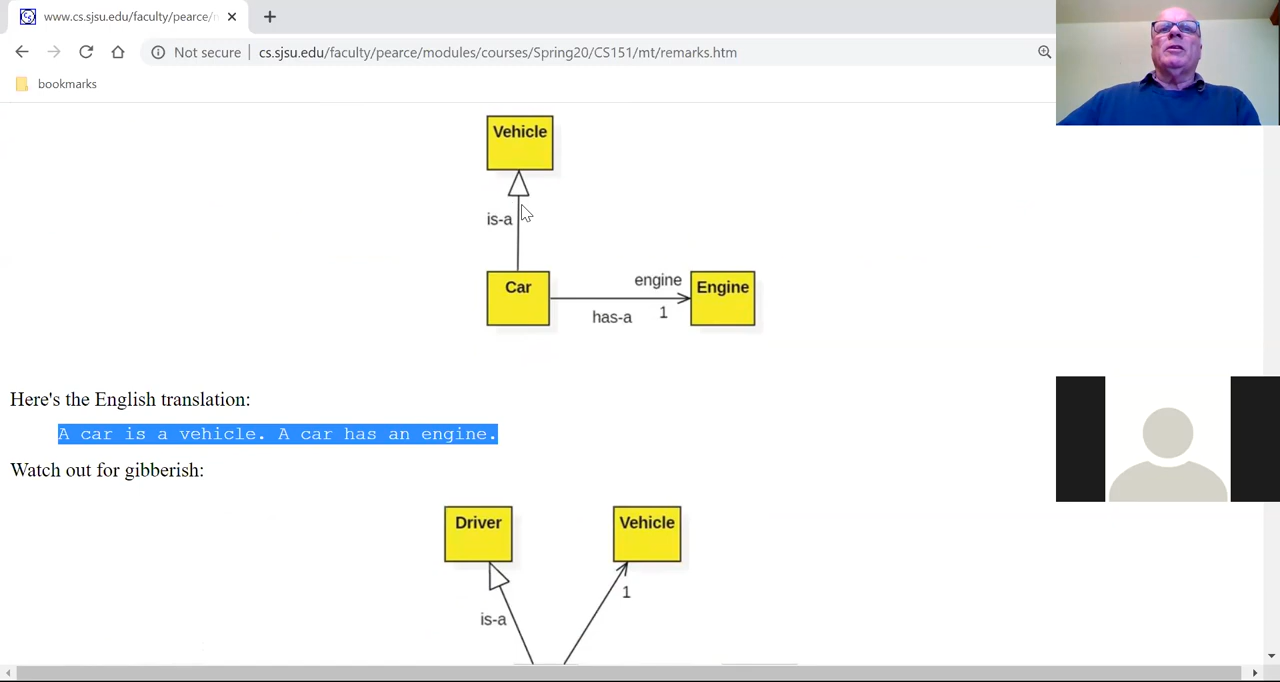 www.cs.sjsu.edu/faculty/pearce/m
Not secure
cs.sjsu.edu/faculty/pearce/modules/courses/Spring20/CS151/mt/remarks.htm
bookmarks
Vehicle
is-a
Car
engine
Engine
has-a
1
Here's the English translation:
A car is a vehicle. A car has an engine.
Watch out for gibberish:
Driver
Vehicle
1
is-a